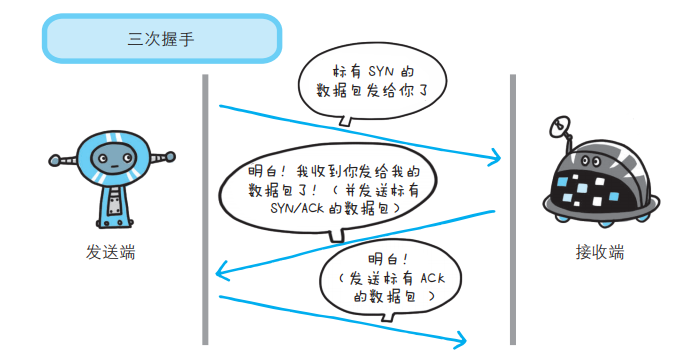 三次握手
标有 SYN 的
数据包发给你了
明白！我收到你发给我的
数据包了！（并发送标有
SYN/ACK 的数据包）
发送端
接收端
明白！
（发送标有 ACK
的数据包 ）